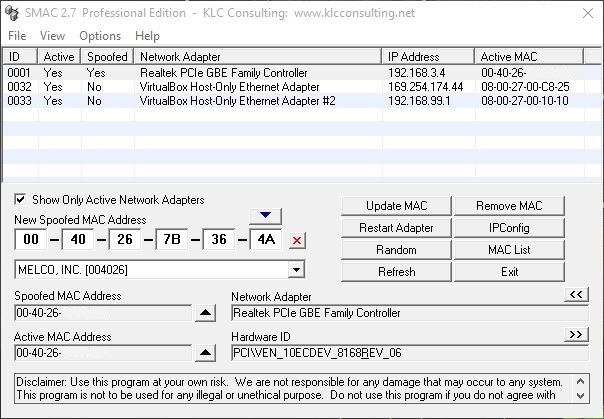 SMAC 2.7 Professional Edition - KLC Consulting: www.klcconsulting.net
File View Options Help
ID Active Spoofed Network Adapter IP Address Active MAC
0001 Yes Yes Realtek PCIe GBE Family Controller 192.168.3.4 00-40-26-
0032 Yes No VirtualBox Host-Only Ethernet Adapter 169.254.174.44 08-00-27-00-C8-25
0033 Yes No VirtualBox Host-Only Ethernet Adapter #2 192.168.99.1 08-00-27-00-10-10
Show Only Active Network Adapters
New Spoofed MAC Address
00 - 40 - 26 - 7B - 36 - 4A
MELCO, INC. [004026]
Update MAC Remove MAC
Restart Adapter IPConfig
Random MAC List
Refresh Exit
Spoofed MAC Address
00-40-26-
Active MAC Address
00-40-26-
Network Adapter <<
Realtek PCIe GBE Family Controller
Hardware ID >>
PCI\VEN_10ECDEV_8168REV_06
Disclaimer: Use this program at your own risk. We are not responsible for any damage that may occur to any system.
This program is not to be used for any illegal or unethical purpose. Do not use this program if you do not agree with